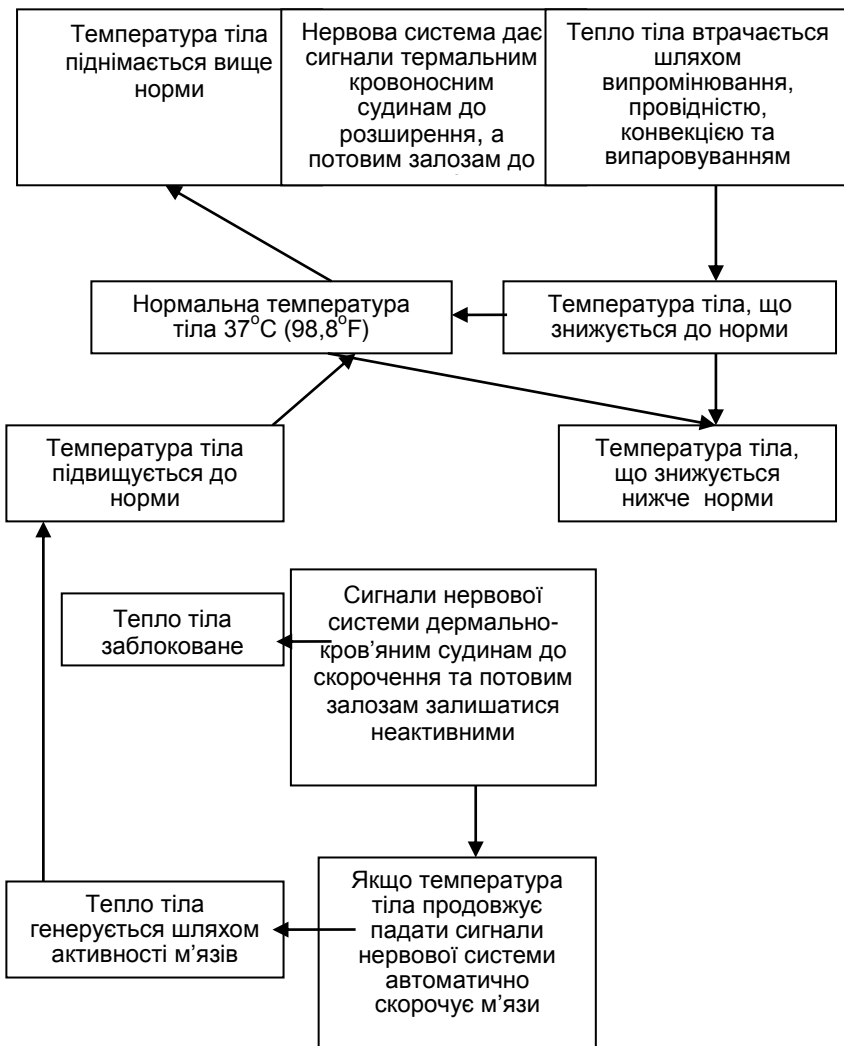 Температура тіла
піднімається вище
норми
Нервова система дає
сигнали термальним
кровоносним
судинам до
розширення, а
потовим залозам до
Тепло тіла втрачається
шляхом
випромінювання,
провідністю,
конвекцією та
випаровуванням
Нормальна температура
тіла 37°С (98,8°F)
Температура тіла, що
знижується до норми
Температура тіла
підвищується до
норми
Температура тіла,
що знижується
нижче норми
Тепло тіла
заблоковане
Сигнали нервової
системи дермально-
кров’яним судинам до
скорочення та потовим
залозам залишатися
неактивними
Тепло тіла
генерується шляхом
активності м’язів
Якщо температура
тіла продовжує
падати сигнали
нервової системи
автоматично
скорочує м’язи